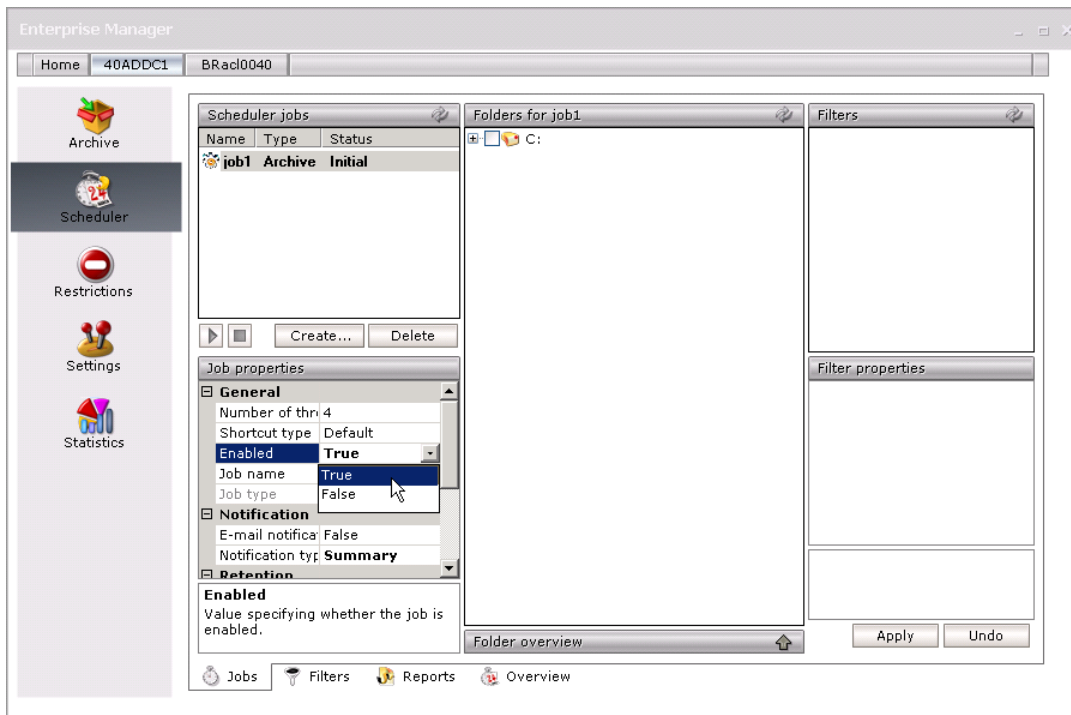 Enterprise Manager
Home 40ADDC1 BRacl0040
Archive
Scheduler
Restrictions
Settings
Statistics
Scheduler jobs
Name Type Status
job1 Archive Initial
Create... Delete
Job properties
General
Number of thr 4
Shortcut type Default
Enabled True
Job name True
Job type False
Notification
E-mail notifica False
Notification typ Summary
Retention
Enabled
Value specifying whether the job is
enabled.
Folders for job1
C:
Folder overview
Filters
Filter properties
Apply Undo
Jobs Filters Reports Overview